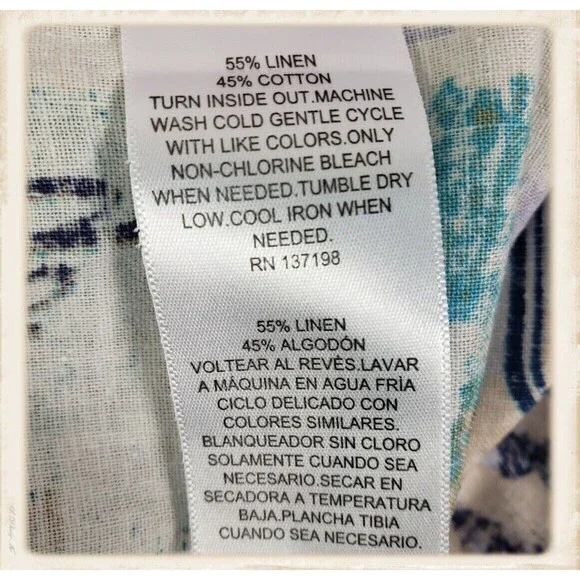 55% LINEN
45% COTTON
TURN INSIDE OUT.MACHINE
WASH COLD GENTLE CYCLE
WITH LIKE COLORS.ONLY
NON-CHLORINE BLEACH
WHEN NEEDED.TUMBLE DRY
LOW.COOL IRON WHEN
NEEDED.
RN 137198
55% LINEN
45% ALGODÓN
VOLTEAR AL REVÈS.LAVAR
A MÁQUINA EN AGUA FRÌA
CICLO DELICADO CON
COLORES SIMILARES.
BLANQUEADOR SIN CLORO
SOLAMENTE CUANDO SEA
NECESARIO.SECAR EN
SECADORA A TEMPERATURA
BAJA.PLANCHA TIBIA
CUANDO SEA NECESARIO.